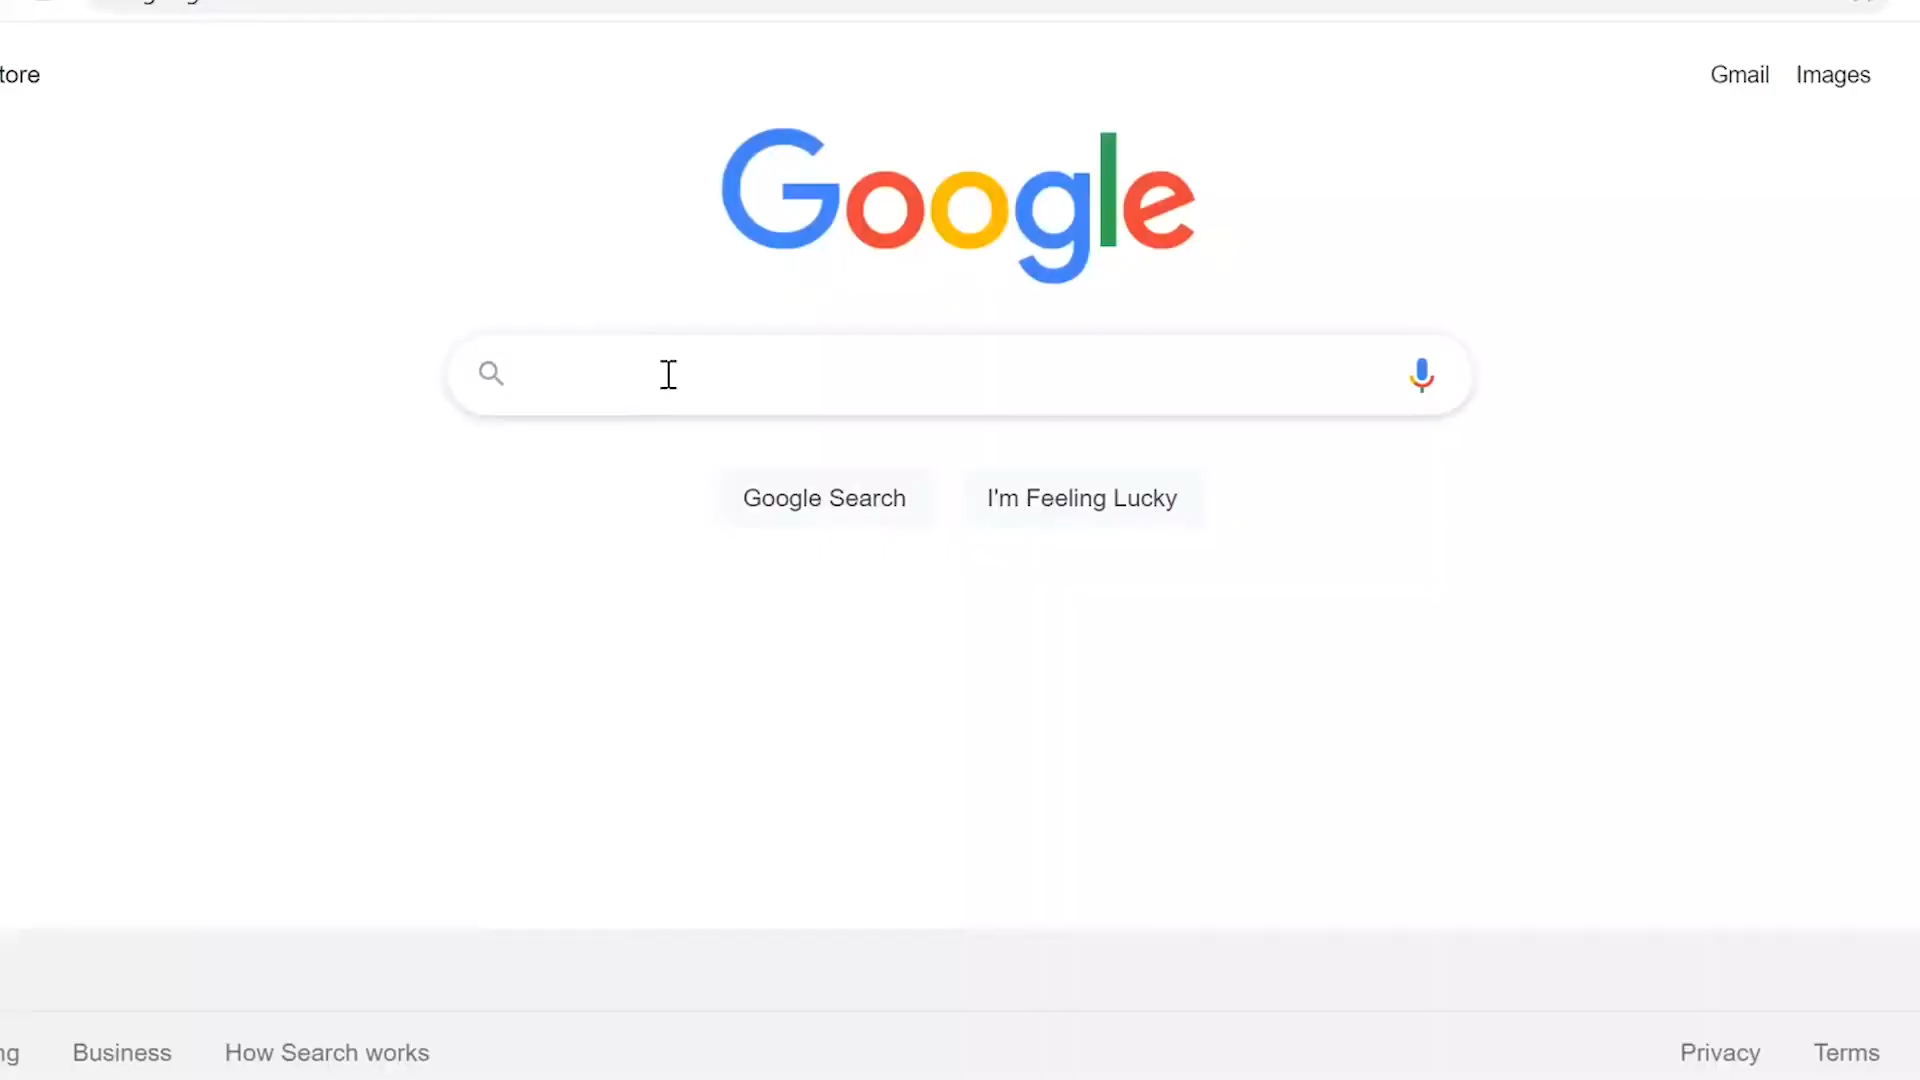 tore
Gmail Images
Google
Google Search
I'm Feeling Lucky
ng Business How Search works
Privacy Terms